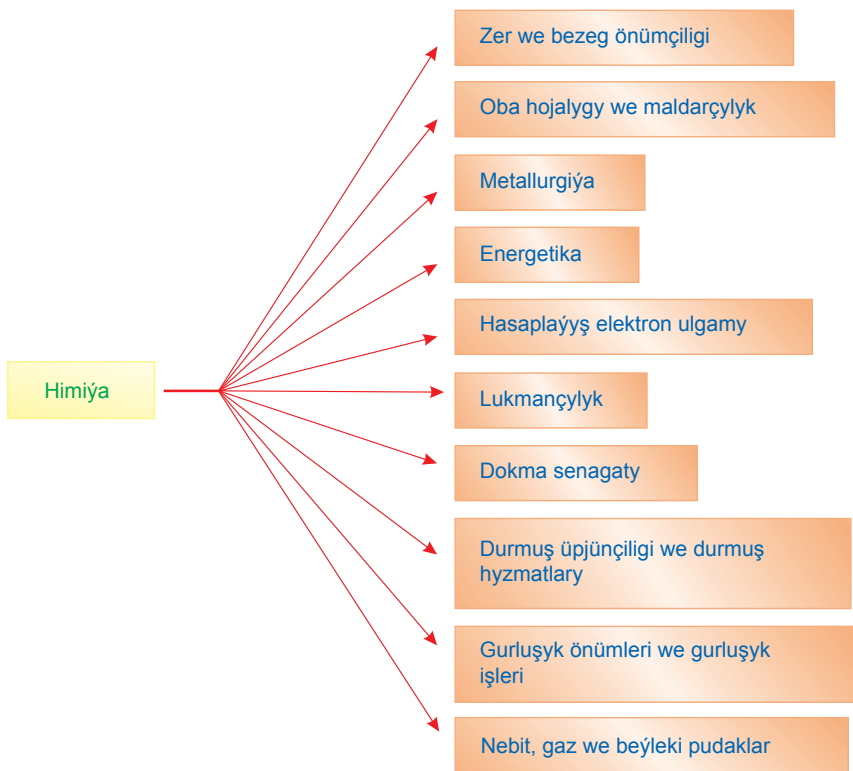 Zer we bezeg önümçiligi
Oba hojalygy we maldarçylyk
Metallurgiýa
Energetika
Hasaplaýyş elektron ulgamy
Himiýa
Lukmançylyk
Dokma senagaty
Durmuş üpjünçiligi we durmuş
hyzmatlary
Gurluşyk önümleri we gurluşyk
işleri
Nebit, gaz we beýleki pudaklar